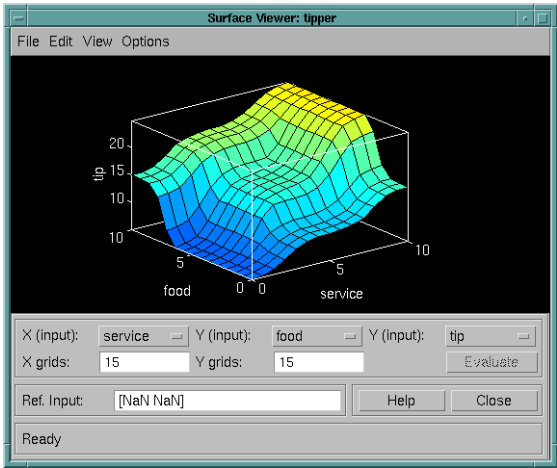 Surface Viewer: tipper
File Edit View Options
20
15
10
tip
10
5
0
food
0
5
10
service
X (input): service Y (input): food Y (input): tip
X grids: 15 Y grids: 15 Evaluate
Ref. Input: [NaN NaN] Help Close
Ready